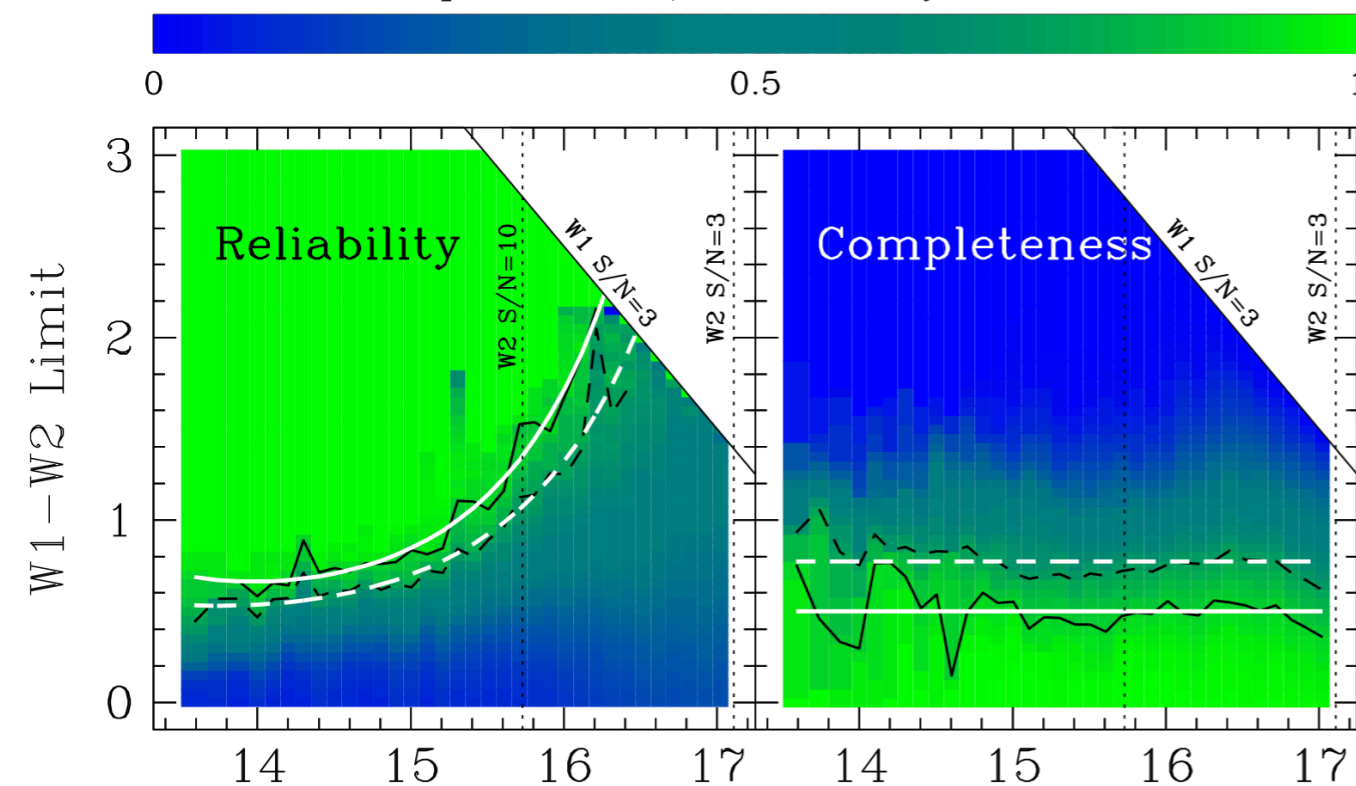 0 0.5 1
3
2
1
0
W1-W2 Limit
Reliability
W2 S/N=10
W1 S/N=3
W2 S/N=3
Completeness
W1 S/N=3
W2 S/N=3
14 15 16 17 14 15 16 17